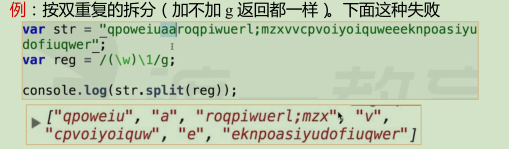 例：按双重复的拆分（加不加 g 返回都一样）。下面这种失败
var str = "qpoweiuaaroqpiwuerl;mzxvvcpvoiyoiquweeeknpoasiyu
dofiuqwer";
var reg = /(\w)\1/g;
console.log(str.split(reg));
["qpoweiu", "a", "roqpiwuerl;mzx", "v",
"cpvoiyoiquw", "e", "eknpoasiyudofiuqwer"]